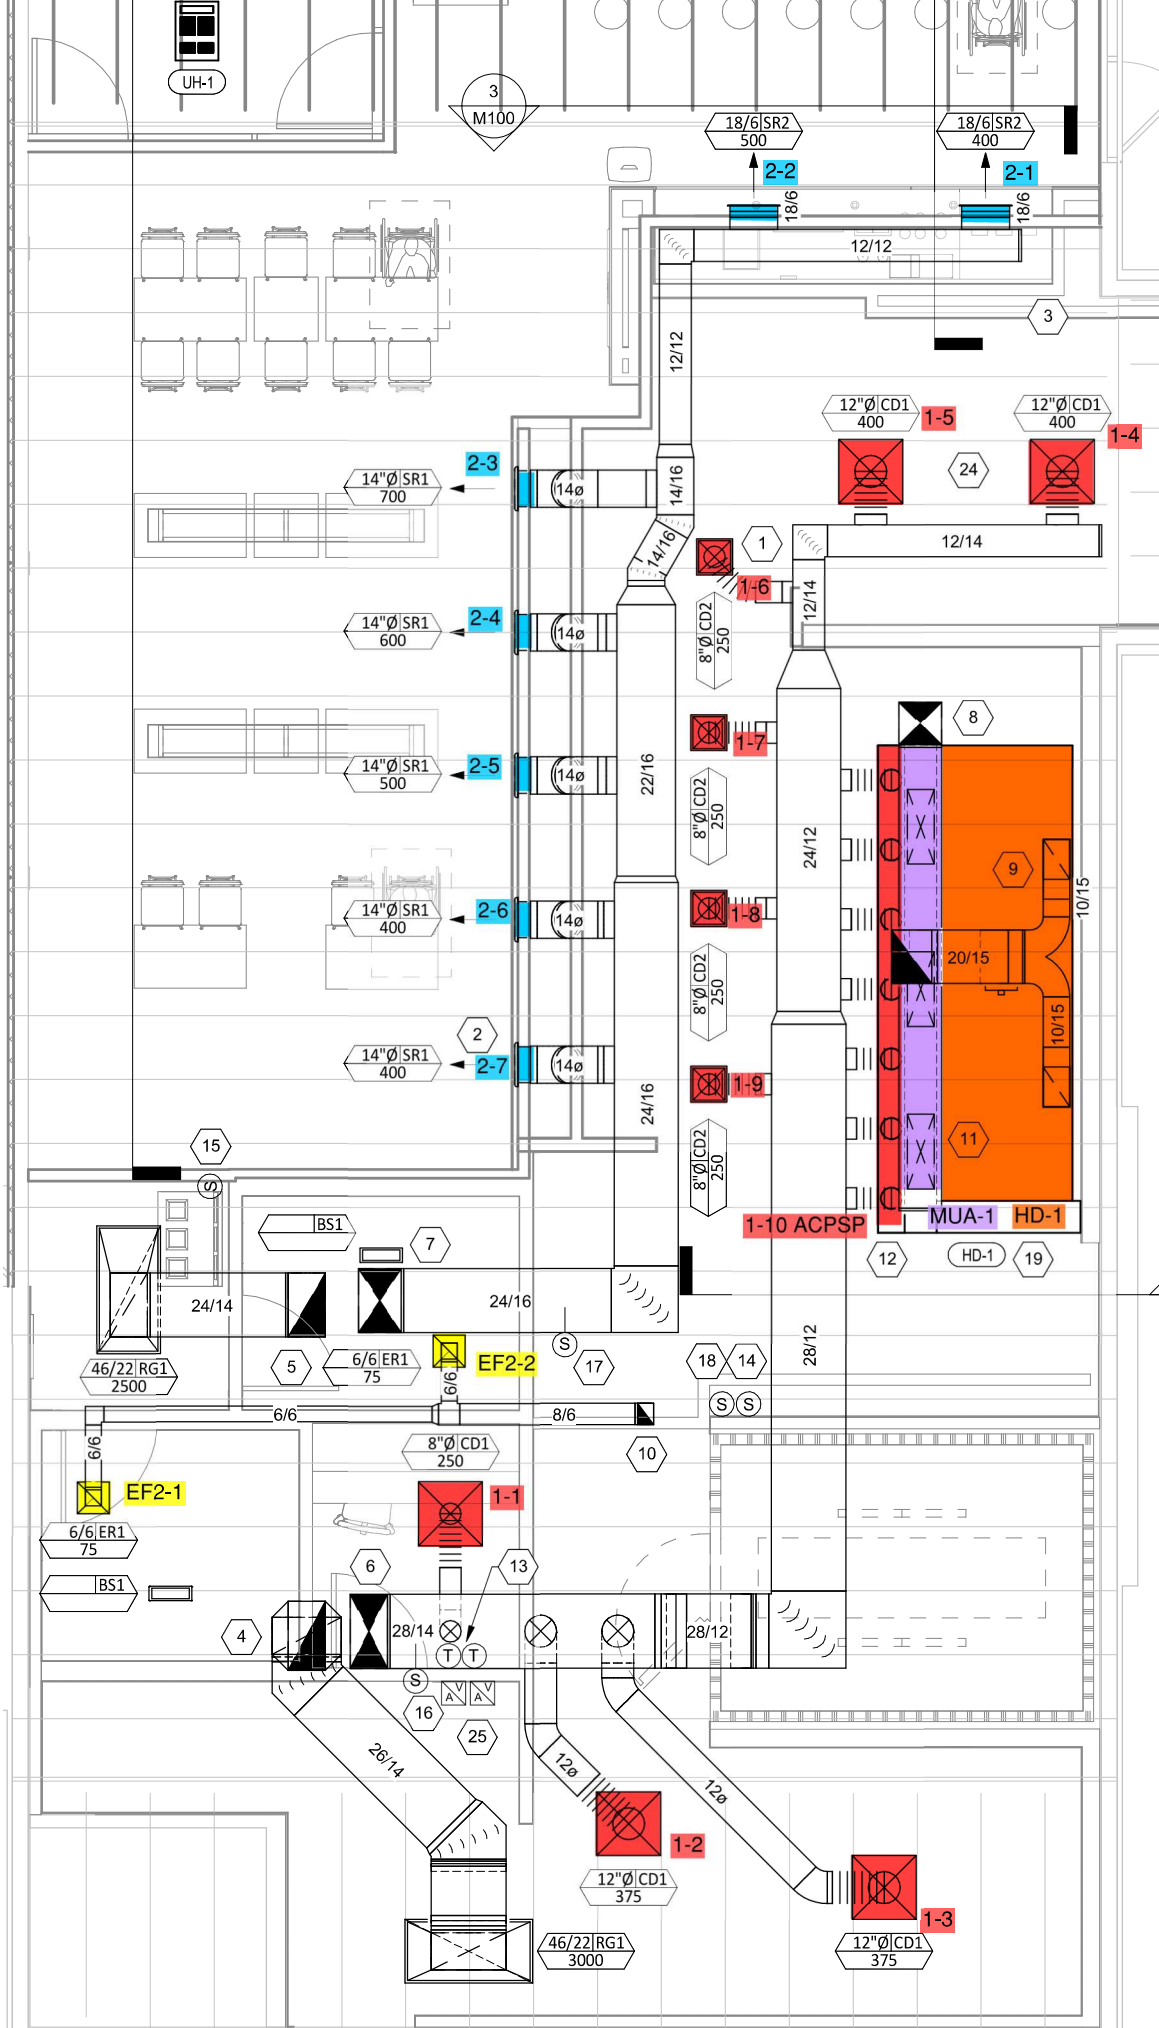 UH-1
3
M100
18/6 SR2
500
2-2
18/6
18/6 SR2
400
2-1
18/6
12/12
3
12/12
12"Ø CD1
400
1-5
12"Ø CD1
400
1-4
24
14"Ø SR1
700
2-3
14ø
14/16
14/16
1
12/14
1-6
12/14
8"Ø CD2
250
14"Ø SR1
600
2-4
14ø
8
1-7
14"Ø SR1
500
2-5
14ø
22/16
8"Ø CD2
250
24/12
9
10/15
14"Ø SR1
400
2-6
14ø
1-8
20/15
8"Ø CD2
250
10/15
2
14"Ø SR1
400
2-7
14ø
1-9
24/16
11
15
S
8"Ø CD2
250
BS1
7
1-10 ACPSP
MUA-1
HD-1
12
HD-1
19
24/14
24/16
S
17
28/12
46/22 RG1
2500
5
6/6 ER1
75
EF2-2
18
14
6/6
S
S
6/6
8/6
6/6
8"Ø CD1
250
10
EF2-1
1-1
6/6 ER1
75
BS1
6
13
4
28/14
T
T
28/12
S
16
A
V
A
V
25
26/14
12ø
12ø
1-2
12"Ø CD1
375
1-3
46/22 RG1
3000
12"Ø CD1
375